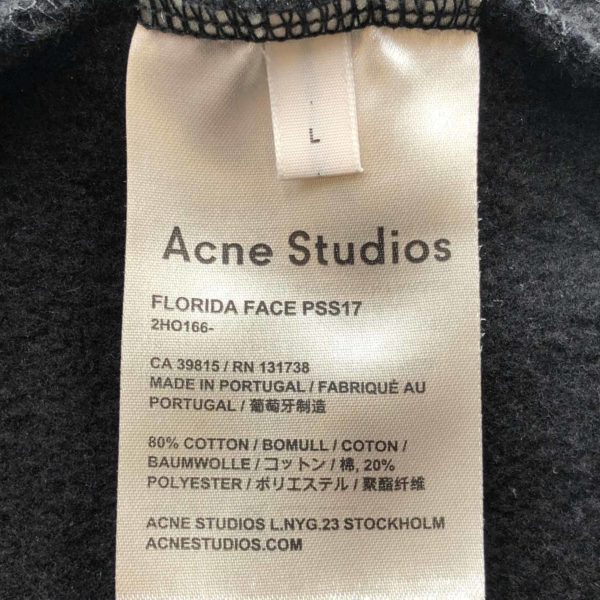 L
Acne Studios
FLORIDA FACE PSS17
2HO166-
CA 39815 / RN 131738
MADE IN PORTUGAL / FABRIQUÉ AU
PORTUGAL / 葡萄牙制造
80% COTTON / BOMULL / COTON /
BAUMWOLLE / コットン / 棉, 20%
POLYESTER / ポリエステル / 聚酯纤维
ACNE STUDIOS L.NYG.23 STOCKHOLM
ACNESTUDIOS.COM